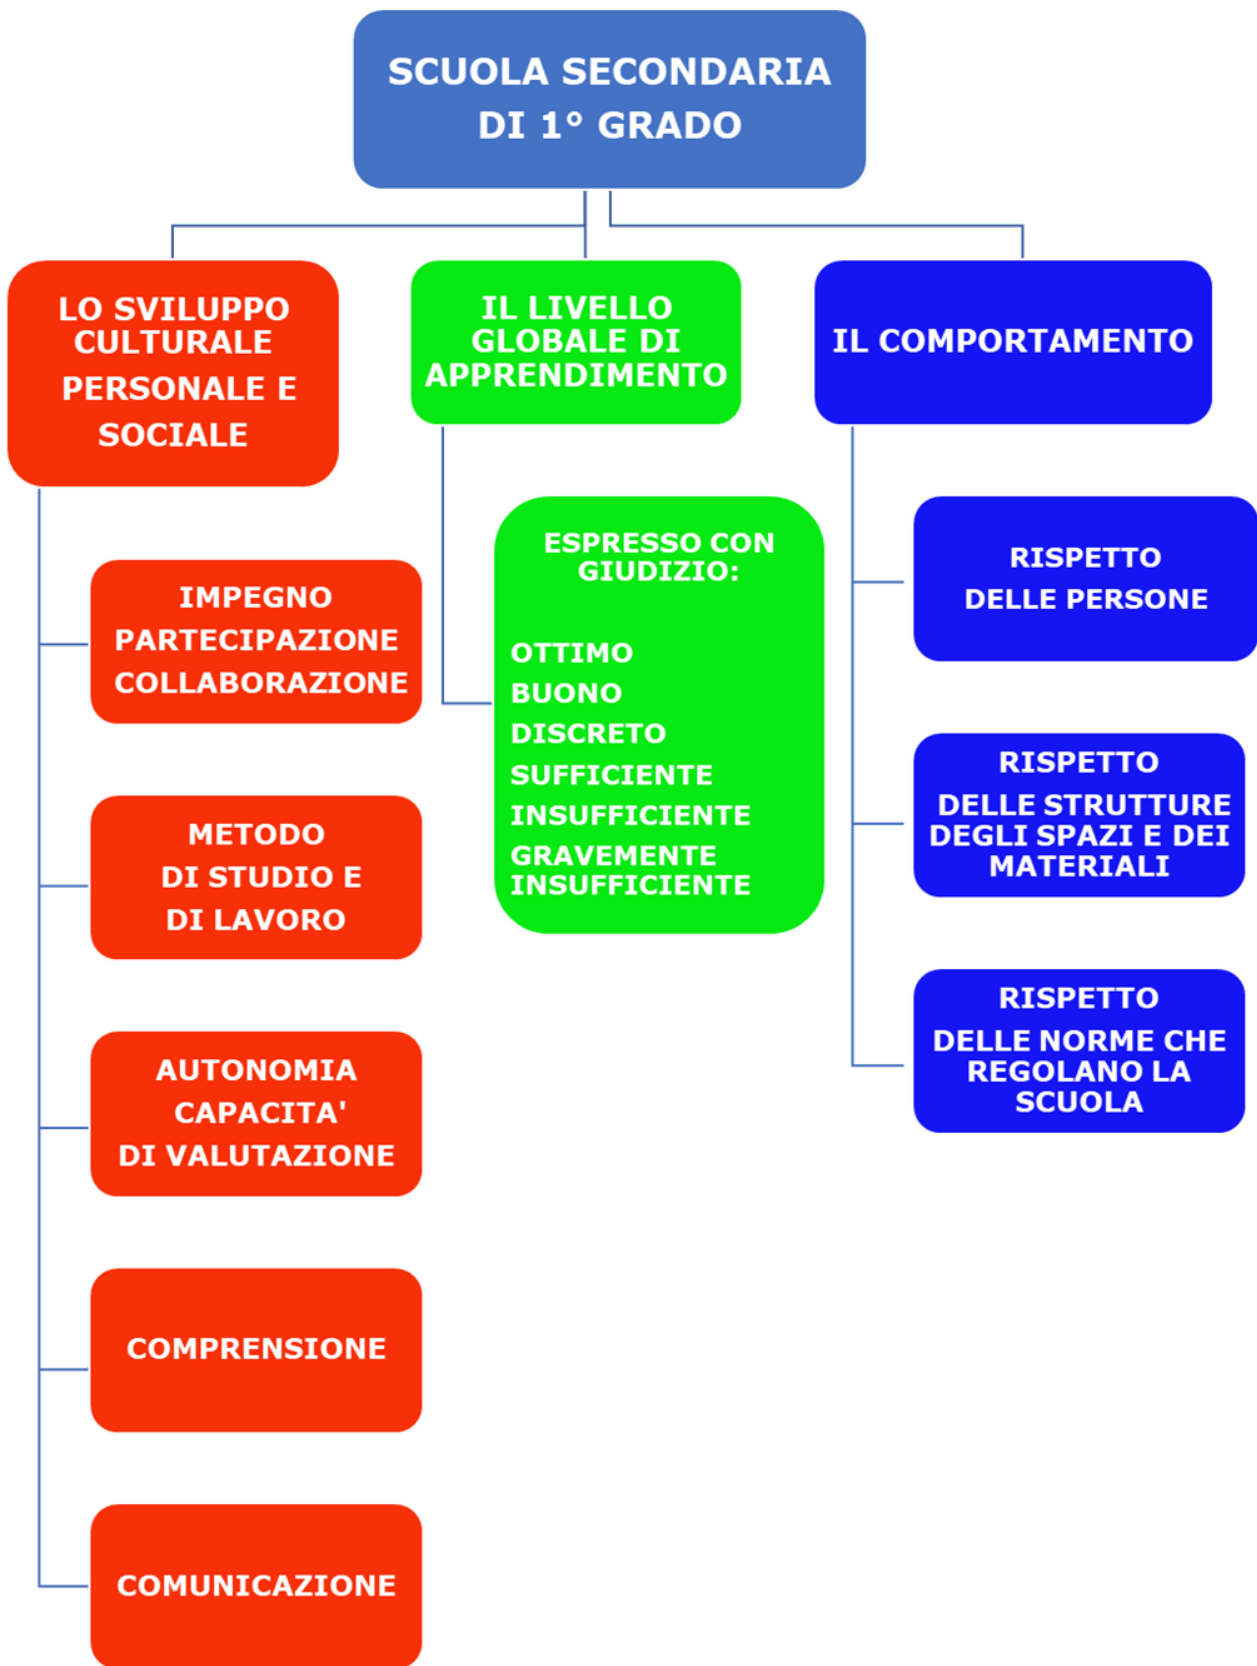 SCUOLA SECONDARIA
DI 1° GRADO
LO SVILUPPO
CULTURALE
PERSONALE E
SOCIALE
IMPEGNO
PARTECIPAZIONE
COLLABORAZIONE
METODO
DI STUDIO E
DI LAVORO
AUTONOMIA
CAPACITA'
DI VALUTAZIONE
COMPRENSIONE
COMUNICAZIONE
IL LIVELLO
GLOBALE DI
APPRENDIMENTO
ESPRESSO CON
GIUDIZIO:
OTTIMO
BUONO
DISCRETO
SUFFICIENTE
INSUFFICIENTE
GRAVEMENTE
INSUFFICIENTE
IL COMPORTAMENTO
RISPETTO
DELLE PERSONE
RISPETTO
DELLE STRUTTURE
DEGLI SPAZI E DEI
MATERIALI
RISPETTO
DELLE NORME CHE
REGOLANO LA
SCUOLA